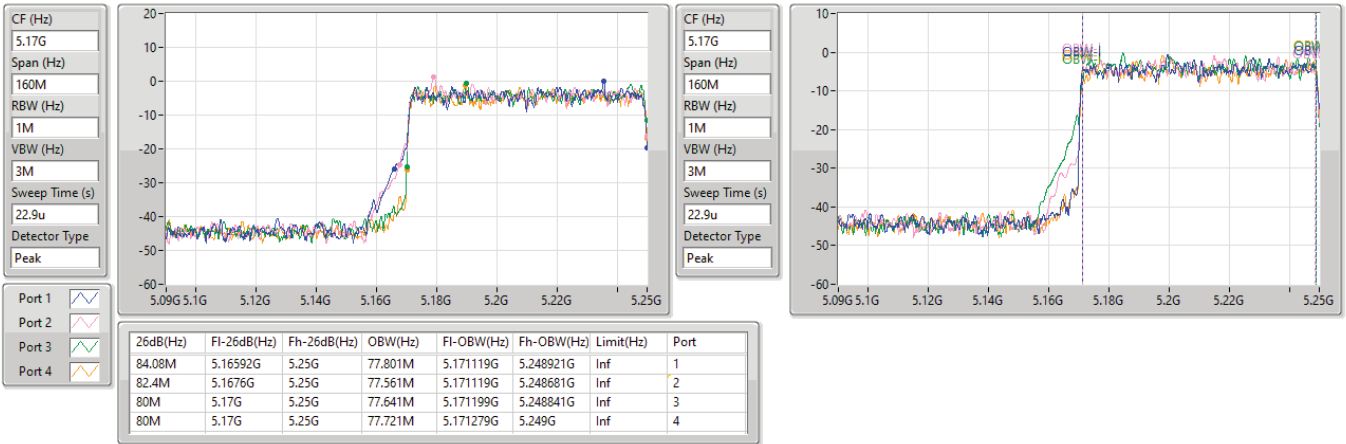 CF (Hz)
5.17G
Span (Hz)
160M
RBW (Hz)
1M
VBW (Hz)
3M
Sweep Time (s)
22.9u
Detector Type
Peak
20
10
0
-10
-20
-30
-40
-50
-60
5.09G 5.1G 5.12G 5.14G 5.16G 5.18G 5.2G 5.22G 5.25G
CF (Hz)
5.17G
Span (Hz)
160M
RBW (Hz)
1M
VBW (Hz)
3M
Sweep Time (s)
22.9u
Detector Type
Peak
10
0
-10
-20
-30
-40
-50
-60
5.09G 5.1G 5.12G 5.14G 5.16G 5.18G 5.2G 5.22G 5.25G
Port 1
Port 2
Port 3
Port 4
26dB(Hz) Fl-26dB(Hz) Fh-26dB(Hz) OBW(Hz) Fl-OBW(Hz) Fh-OBW(Hz) Limit(Hz) Port
84.08M 5.16592G 5.25G 77.801M 5.171119G 5.248921G Inf 1
82.4M 5.1676G 5.25G 77.561M 5.171119G 5.248681G Inf 2
80M 5.17G 5.25G 77.641M 5.171199G 5.248841G Inf 3
80M 5.17G 5.25G 77.721M 5.171279G 5.249G Inf 4